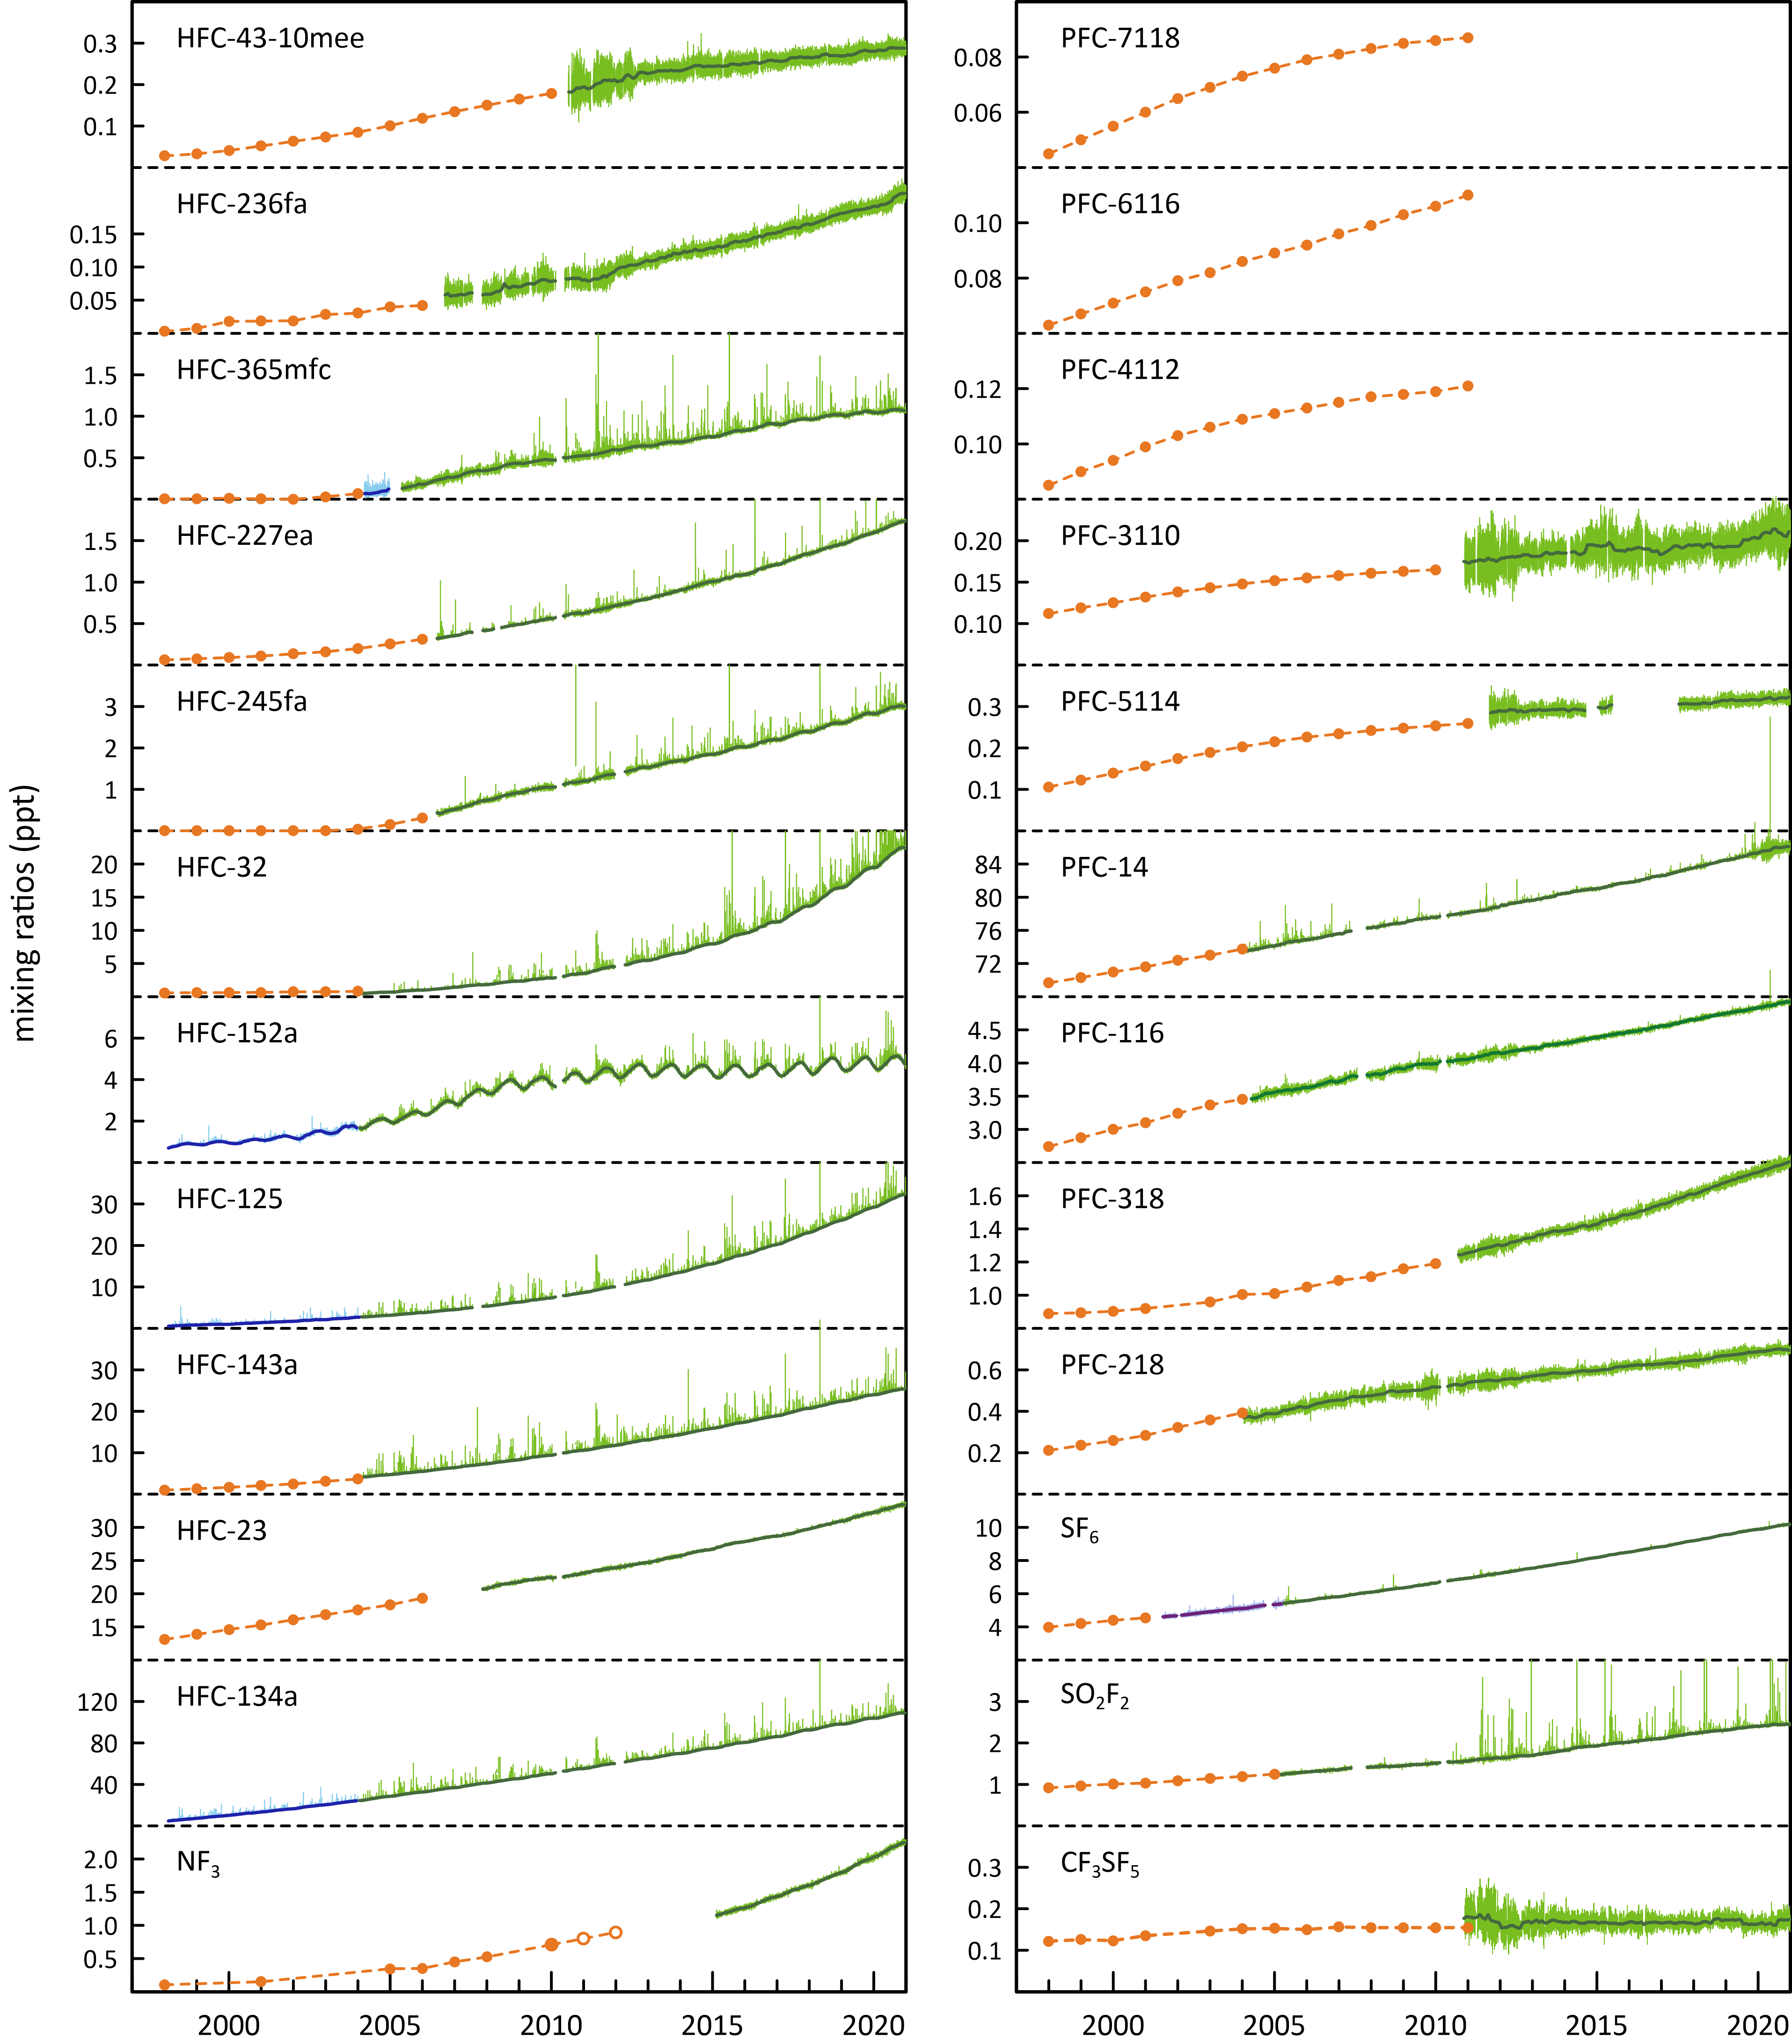 mixing ratios (ppt)
HFC-43-10mee
0.3
0.2
0.1
HFC-236fa
0.15
0.10
0.05
HFC-365mfc
1.5
1.0
0.5
HFC-227ea
1.5
1.0
0.5
HFC-245fa
3
2
1
HFC-32
20
15
10
5
HFC-152a
6
4
2
HFC-125
30
20
10
HFC-143a
30
20
10
HFC-23
30
25
20
15
HFC-134a
120
80
40
NF₃
2.0
1.5
1.0
0.5
2000 2005 2010 2015 2020
PFC-7118
0.08
0.06
PFC-6116
0.10
0.08
PFC-4112
0.12
0.10
PFC-3110
0.20
0.15
0.10
PFC-5114
0.3
0.2
0.1
PFC-14
84
80
76
72
PFC-116
4.5
4.0
3.5
3.0
PFC-318
1.6
1.4
1.2
1.0
PFC-218
0.6
0.4
0.2
SF₆
10
8
6
4
SO₂F₂
3
2
1
CF₃SF₅
0.3
0.2
0.1
2000 2005 2010 2015 2020